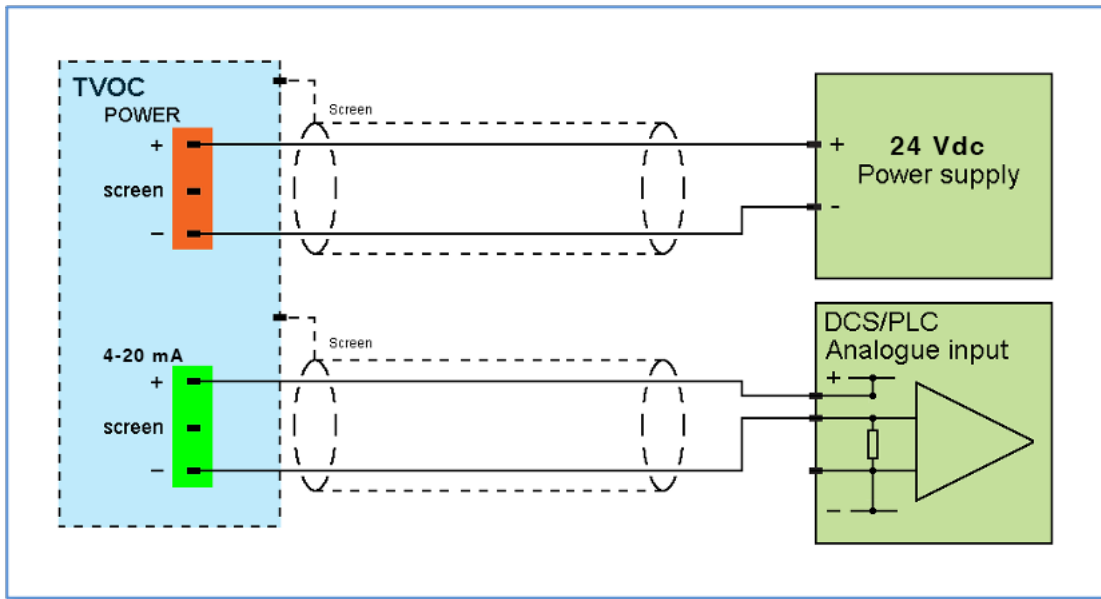 TVOC
POWER
+
screen
−
Screen
+
-
24 Vdc
Power supply
4-20 mA
+
screen
−
Screen
DCS/PLC
Analogue input
+
−